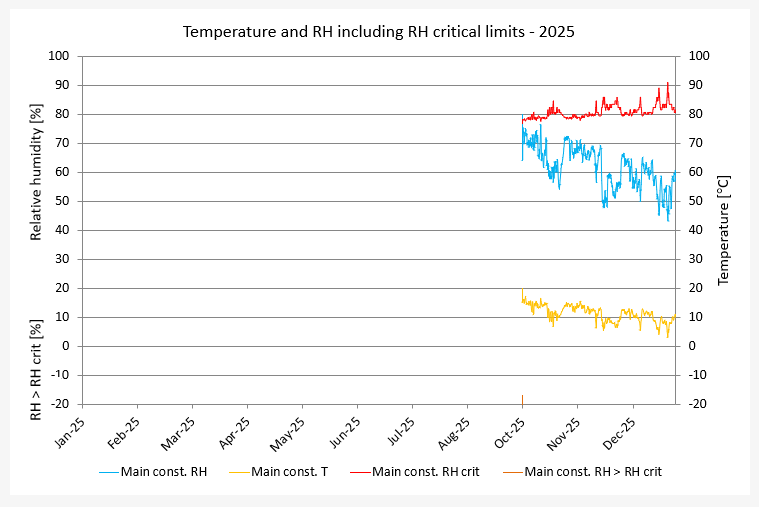 Temperature and RH including RH critical limits - 2025
Relative humidity [%]
RH > RH crit [%]
100
90
80
70
60
50
40
30
20
10
0
-10
-20
100
90
80
70
60
50
40
30
20
10
0
-10
-20
Temperature [°C]
Jan-25
Feb-25
Mar-25
Apr-25
May-25
Jun-25
Jul-25
Aug-25
Oct-25
Nov-25
Dec-25
Main const. RH
Main const. T
Main const. RH crit
Main const. RH > RH crit